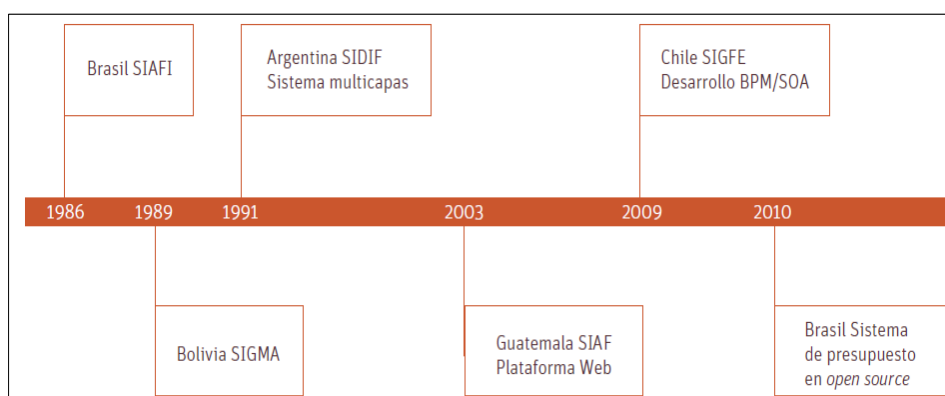 Brasil SIAFI
Argentina SIDIF
Sistema multicapas
Chile SIGFE
Desarrollo BPM/SOA
1986
1989
1991
2003
2009
2010
Bolivia SIGMA
Guatemala SIAF
Plataforma Web
Brasil Sistema
de presupuesto
en open source